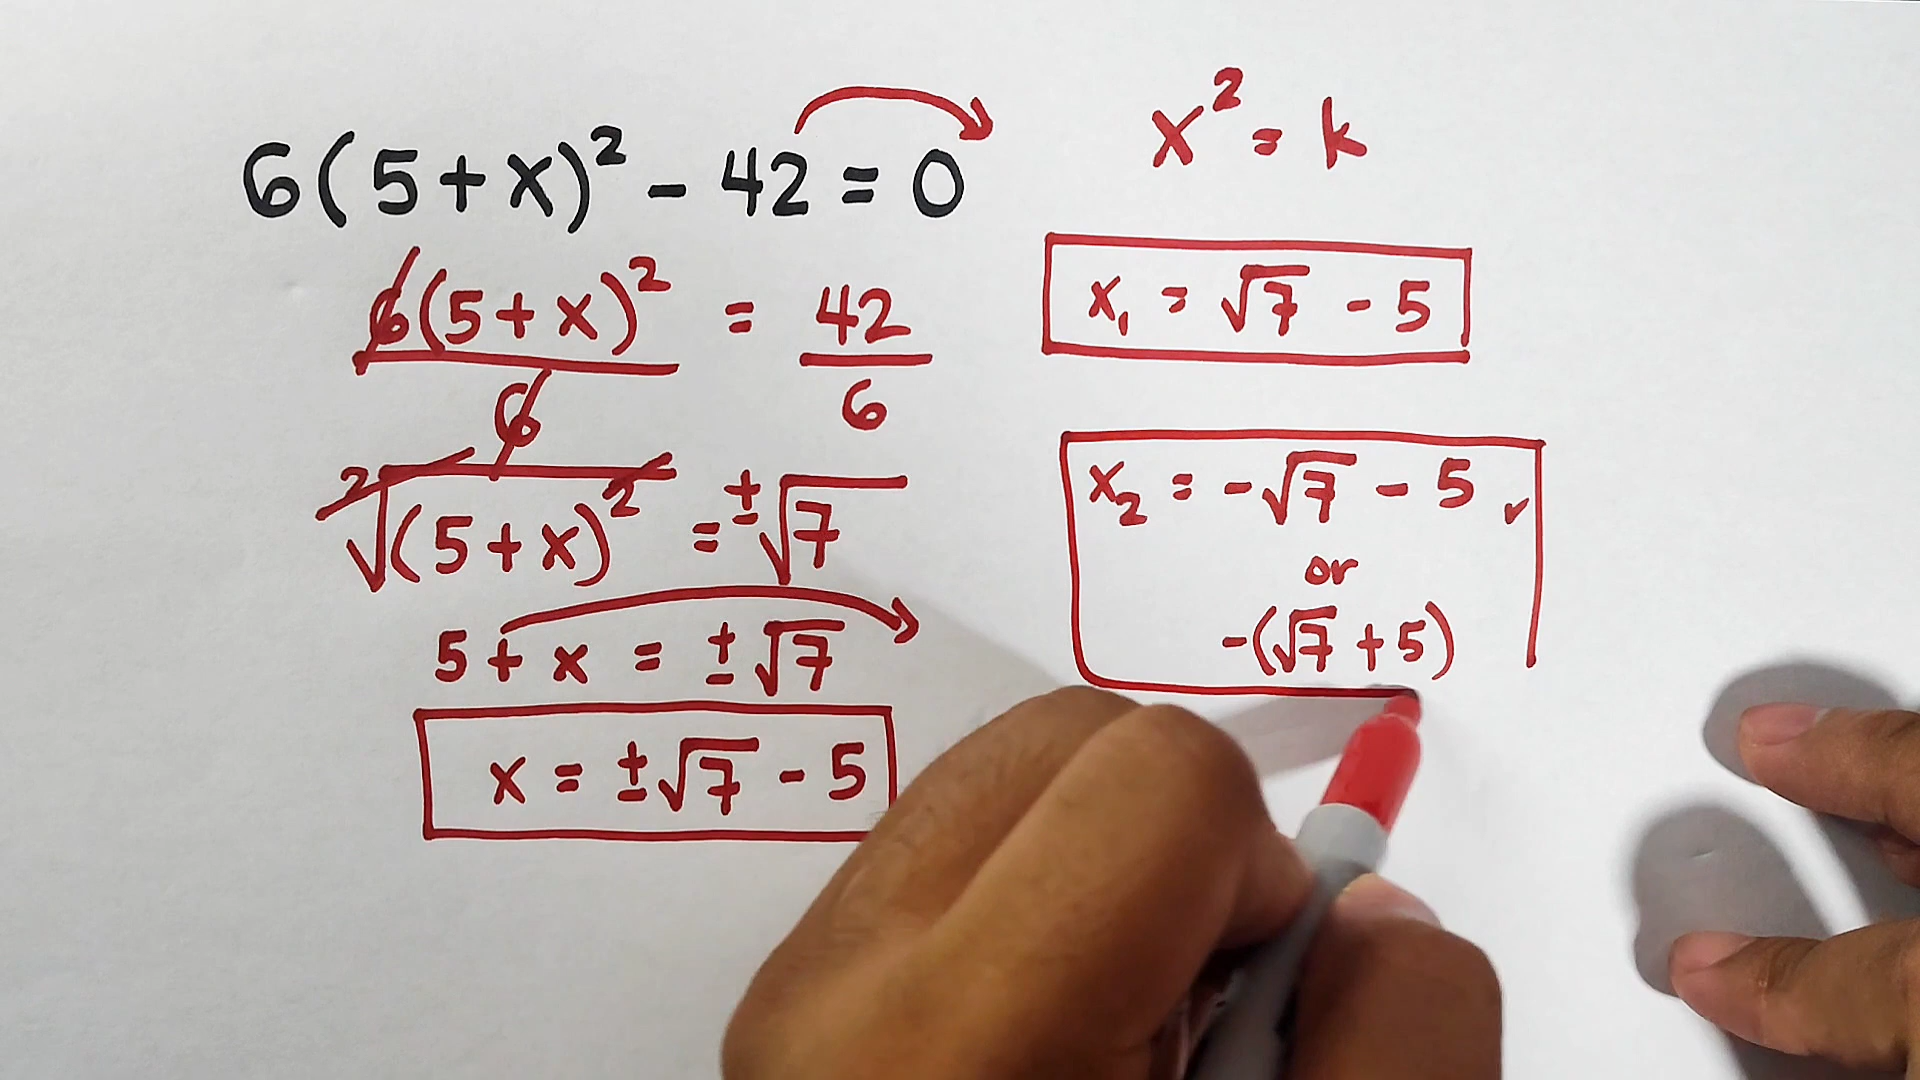 6(5+x)² - 42 = 0
6(5+x)² / 6 = 42 / 6
²√(5+x)² = ±√7
5+x = ±√7
x = ±√7 - 5
x² = k
x₁ = √7 - 5
x₂ = -√7 - 5 ✓
or
-(√7 + 5)